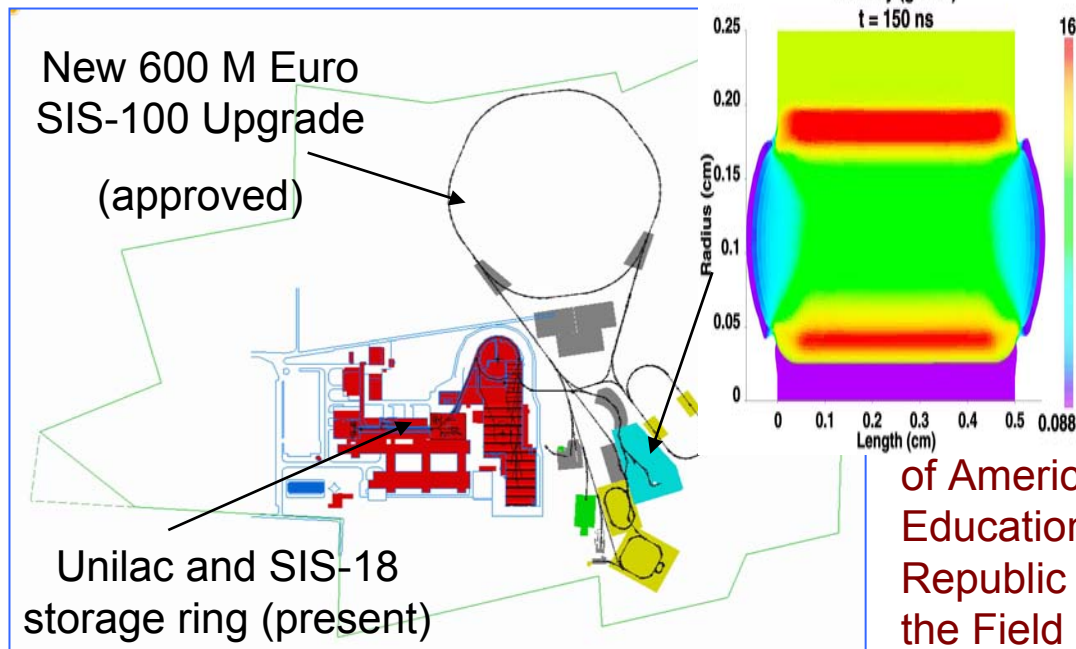 New 600 M Euro
SIS-100 Upgrade
(approved)
Unilac and SIS-18
storage ring (present)
t = 150 ns
0.25
0.20
0.15
0.1
0.05
0
Radius (cm)
0 0.1 0.2 0.3 0.4 0.5
Length (cm)
16
0.088
of Americ
Education
Republic
the Field